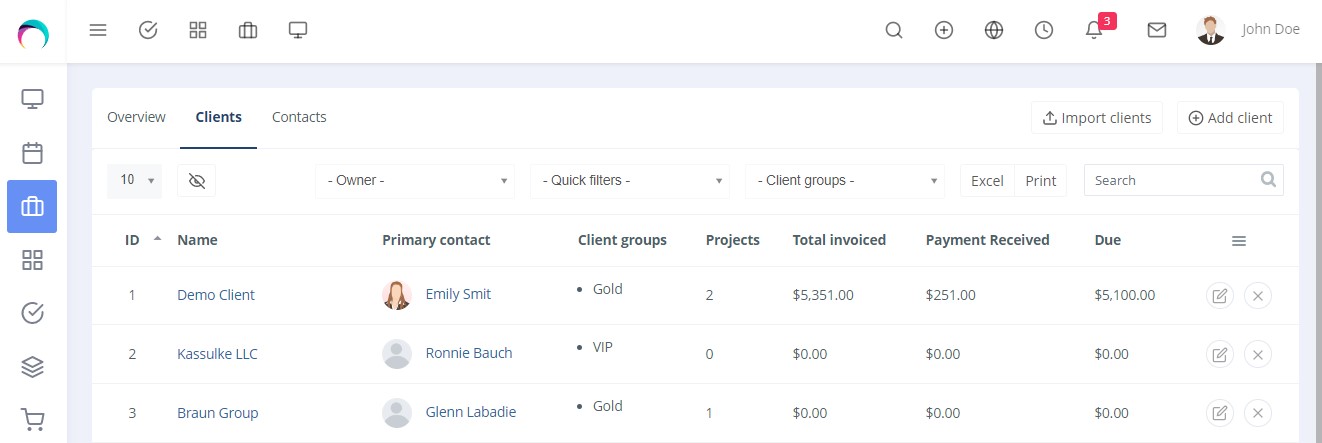 3 John Doe
Overview Clients Contacts Import clients Add client
10 - Owner - - Quick filters - - Client groups - Excel Print Search
ID Name Primary contact Client groups Projects Total invoiced Payment Received Due
1 Demo Client Emily Smit Gold 2 $5,351.00 $251.00 $5,100.00
2 Kassulke LLC Ronnie Bauch VIP 0 $0.00 $0.00 $0.00
3 Braun Group Glenn Labadie Gold 1 $0.00 $0.00 $0.00